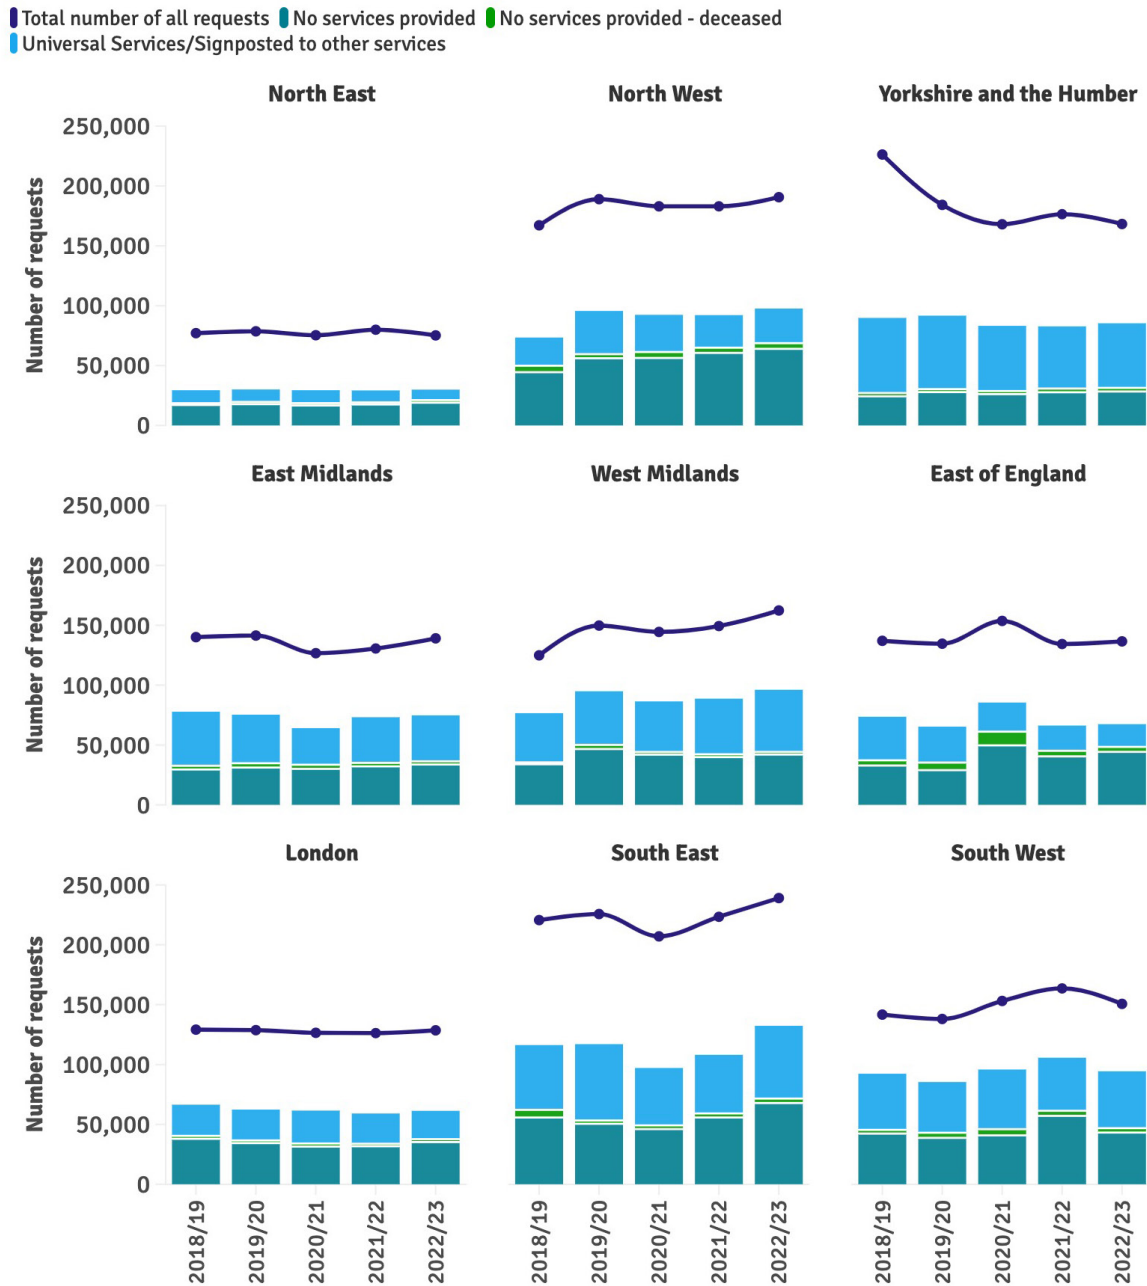 Total number of all requests No services provided No services provided - deceased
Universal Services/Signposted to other services
North East North West Yorkshire and the Humber
Number of requests
250,000
200,000
150,000
100,000
50,000
0
East Midlands West Midlands East of England
Number of requests
250,000
200,000
150,000
100,000
50,000
0
London South East South West
Number of requests
250,000
200,000
150,000
100,000
50,000
0
2018/19 2019/20 2020/21 2021/22 2022/23 2018/19 2019/20 2020/21 2021/22 2022/23 2018/19 2019/20 2020/21 2021/22 2022/23